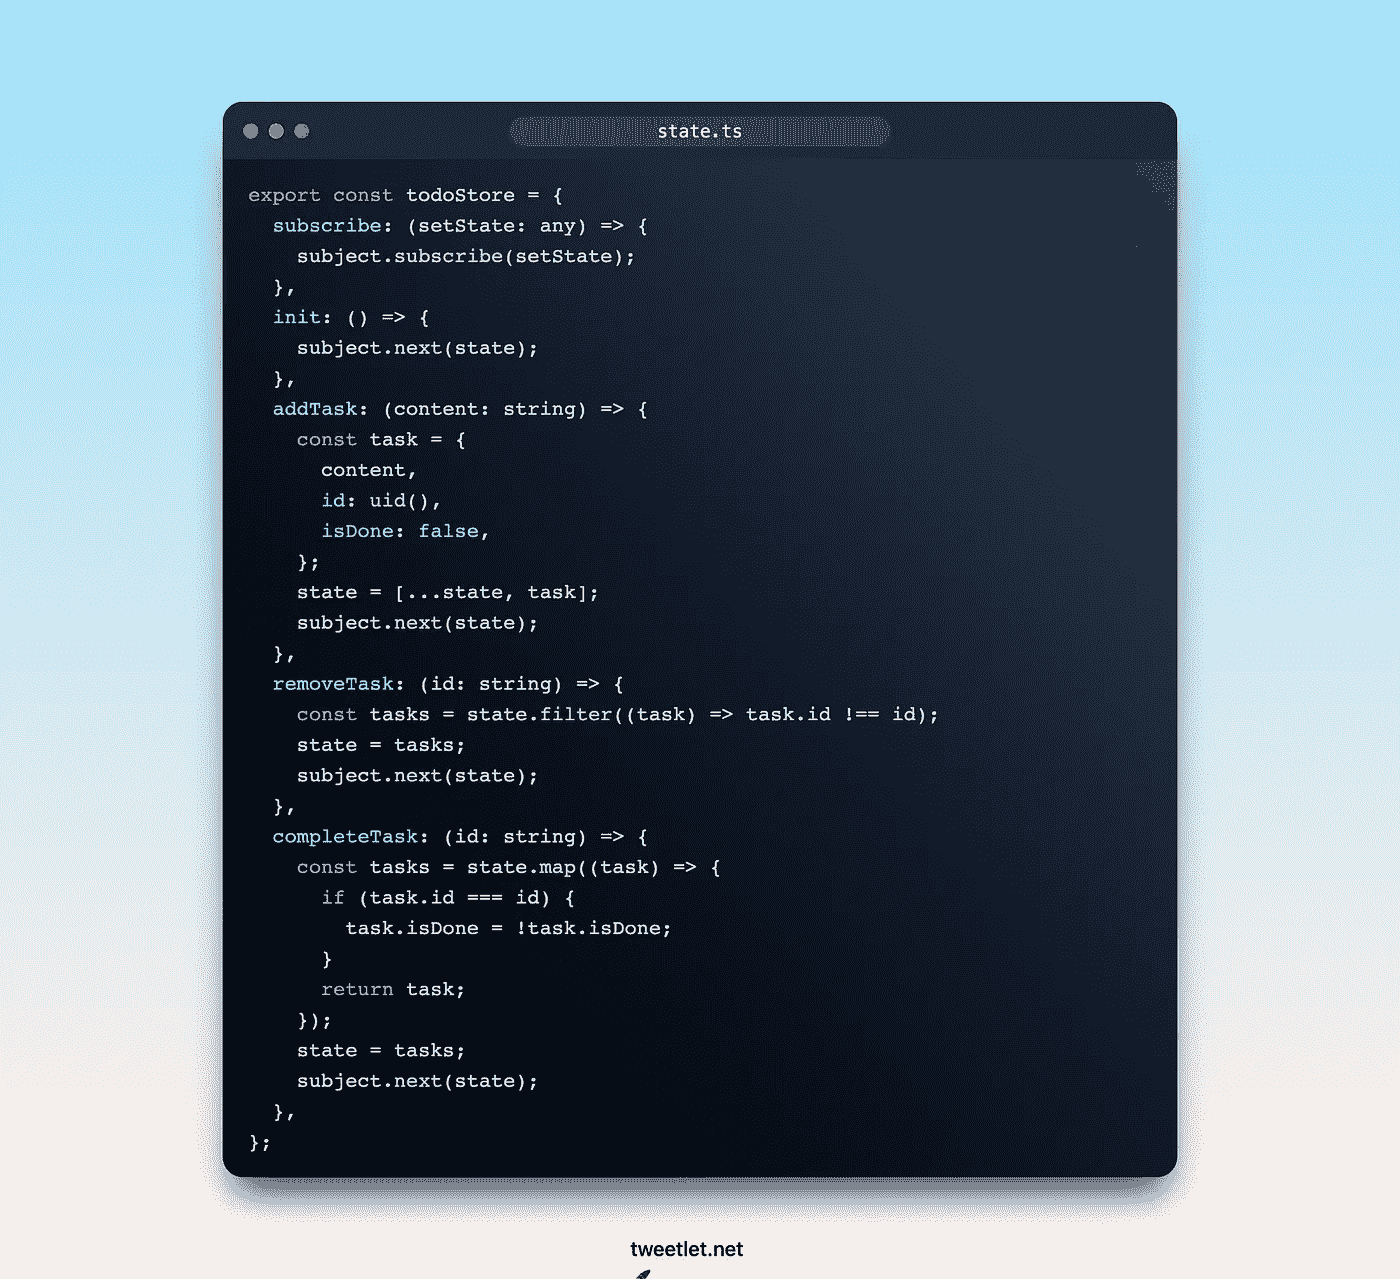 state.ts
export const todoStore = {
  subscribe: (setState: any) => {
    subject.subscribe(setState);
  },
  init: () => {
    subject.next(state);
  },
  addTask: (content: string) => {
    const task = {
      content,
      id: uid(),
      isDone: false,
    };
    state = [...state, task];
    subject.next(state);
  },
  removeTask: (id: string) => {
    const tasks = state.filter((task) => task.id !== id);
    state = tasks;
    subject.next(state);
  },
  completeTask: (id: string) => {
    const tasks = state.map((task) => {
      if (task.id === id) {
        task.isDone = !task.isDone;
      }
      return task;
    });
    state = tasks;
    subject.next(state);
  },
};
tweetlet.net